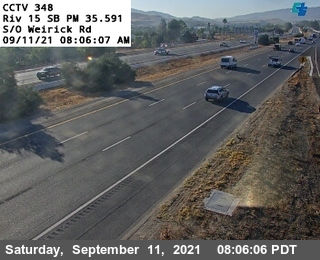 CCTV 348
Riv 15 SB PM 35.591
S/O Weirick Rd
09/11/21 08:06:07 AM
Saturday, September 11, 2021 08:06:06 PDT